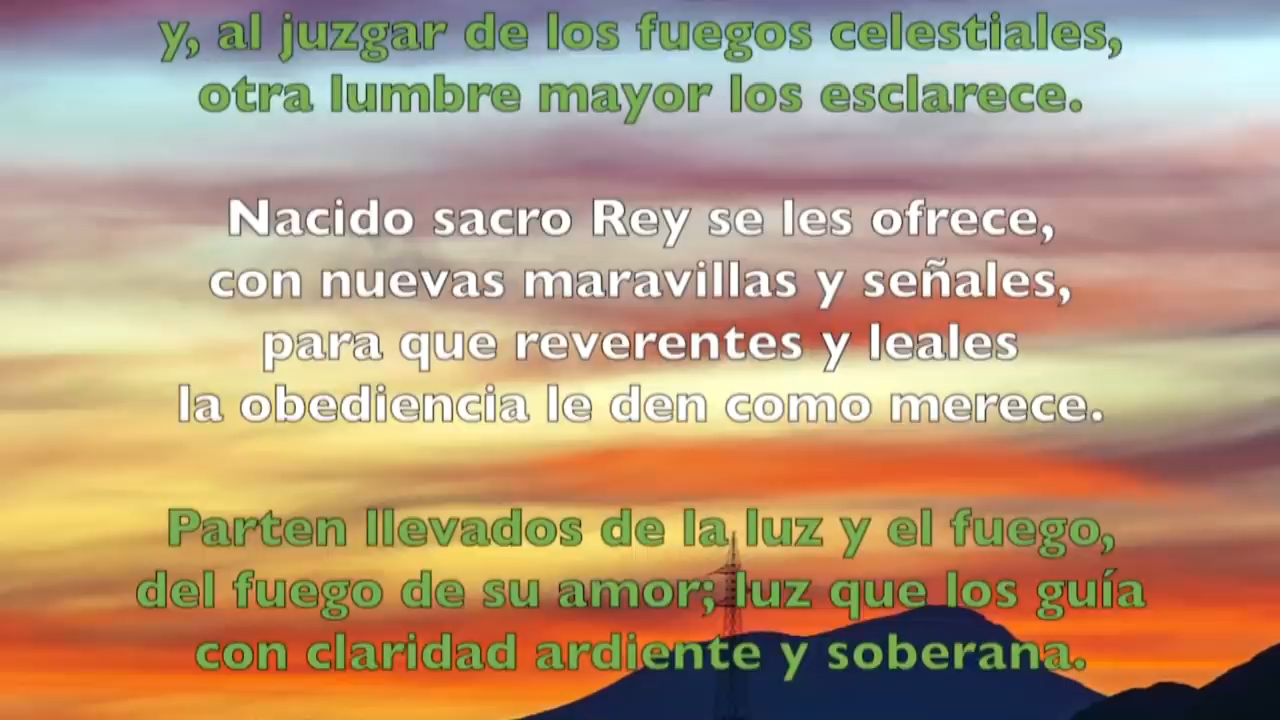 y, al juzgar de los fuegos celestiales,
otra lumbre mayor los esclarece.
Nacido sacro Rey se les ofrece,
con nuevas maravillas y señales,
para que reverentes y leales
la obediencia le den como merece.
Parten llevados de la luz y el fuego,
del fuego de su amor; luz que los guía
con claridad ardiente y soberana.